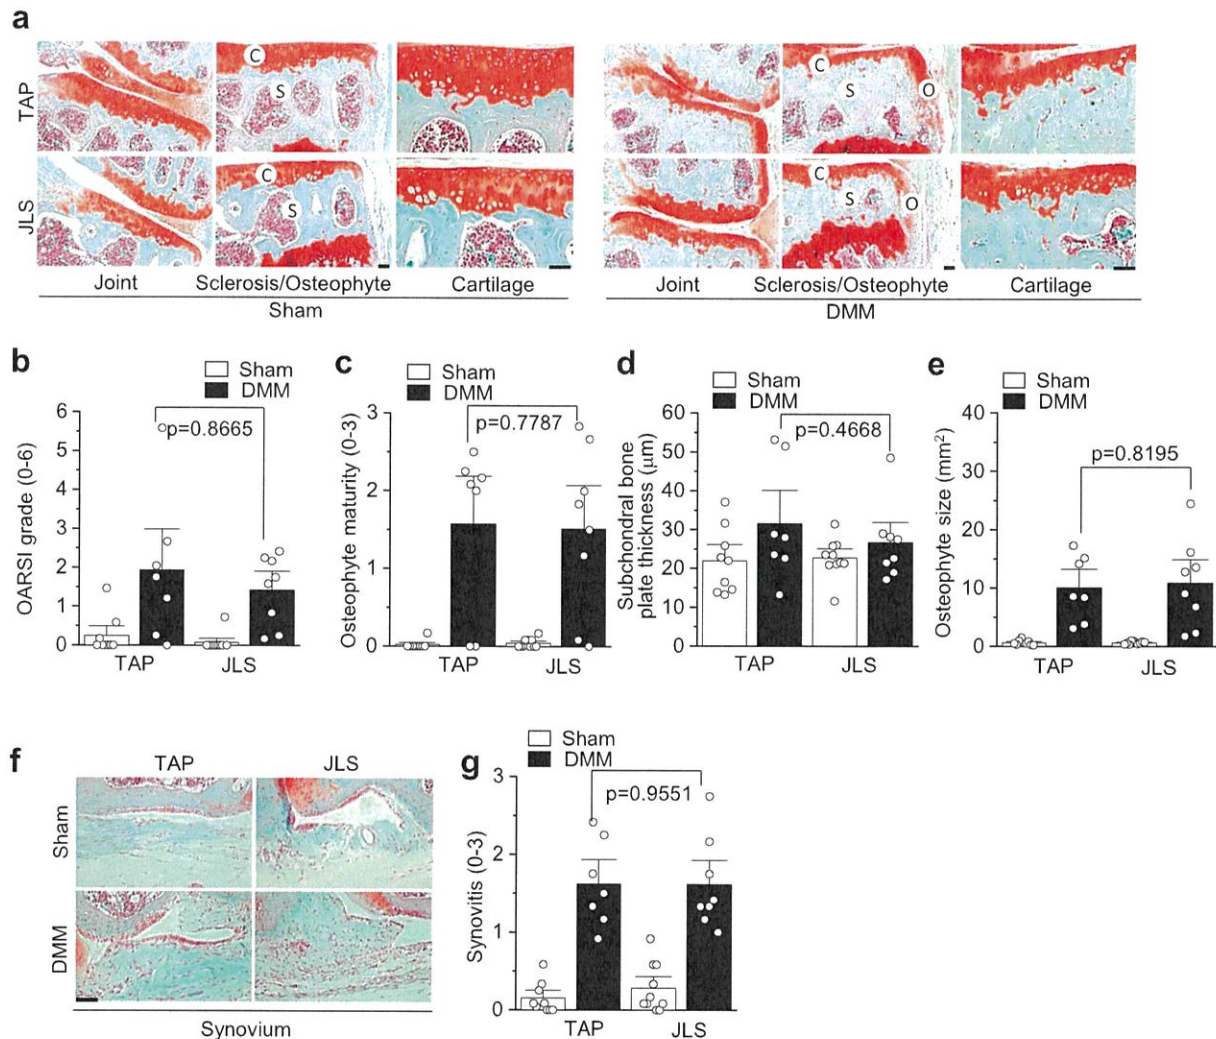 a
TAP
C
S
C
S
O
JLS
C
S
C
S
O
Joint Sclerosis/Osteophyte Cartilage
Sham
Joint Sclerosis/Osteophyte Cartilage
DMM
b
Sham
DMM
OARSI grade (0-6)
6
5
4
3
2
1
0
p=0.8665
TAP JLS
c
Sham
DMM
Osteophyte maturity (0-3)
3
2
1
0
p=0.7787
TAP JLS
d
Sham
DMM
Subchondral bone
plate thickness (μm)
60
50
40
30
20
10
0
p=0.4668
TAP JLS
e
Sham
DMM
Osteophyte size (mm²)
40
30
20
10
0
p=0.8195
TAP JLS
f
TAP JLS
Sham
DMM
Synovium
g
Sham
DMM
Synovitis (0-3)
3
2
1
0
p=0.9551
TAP JLS